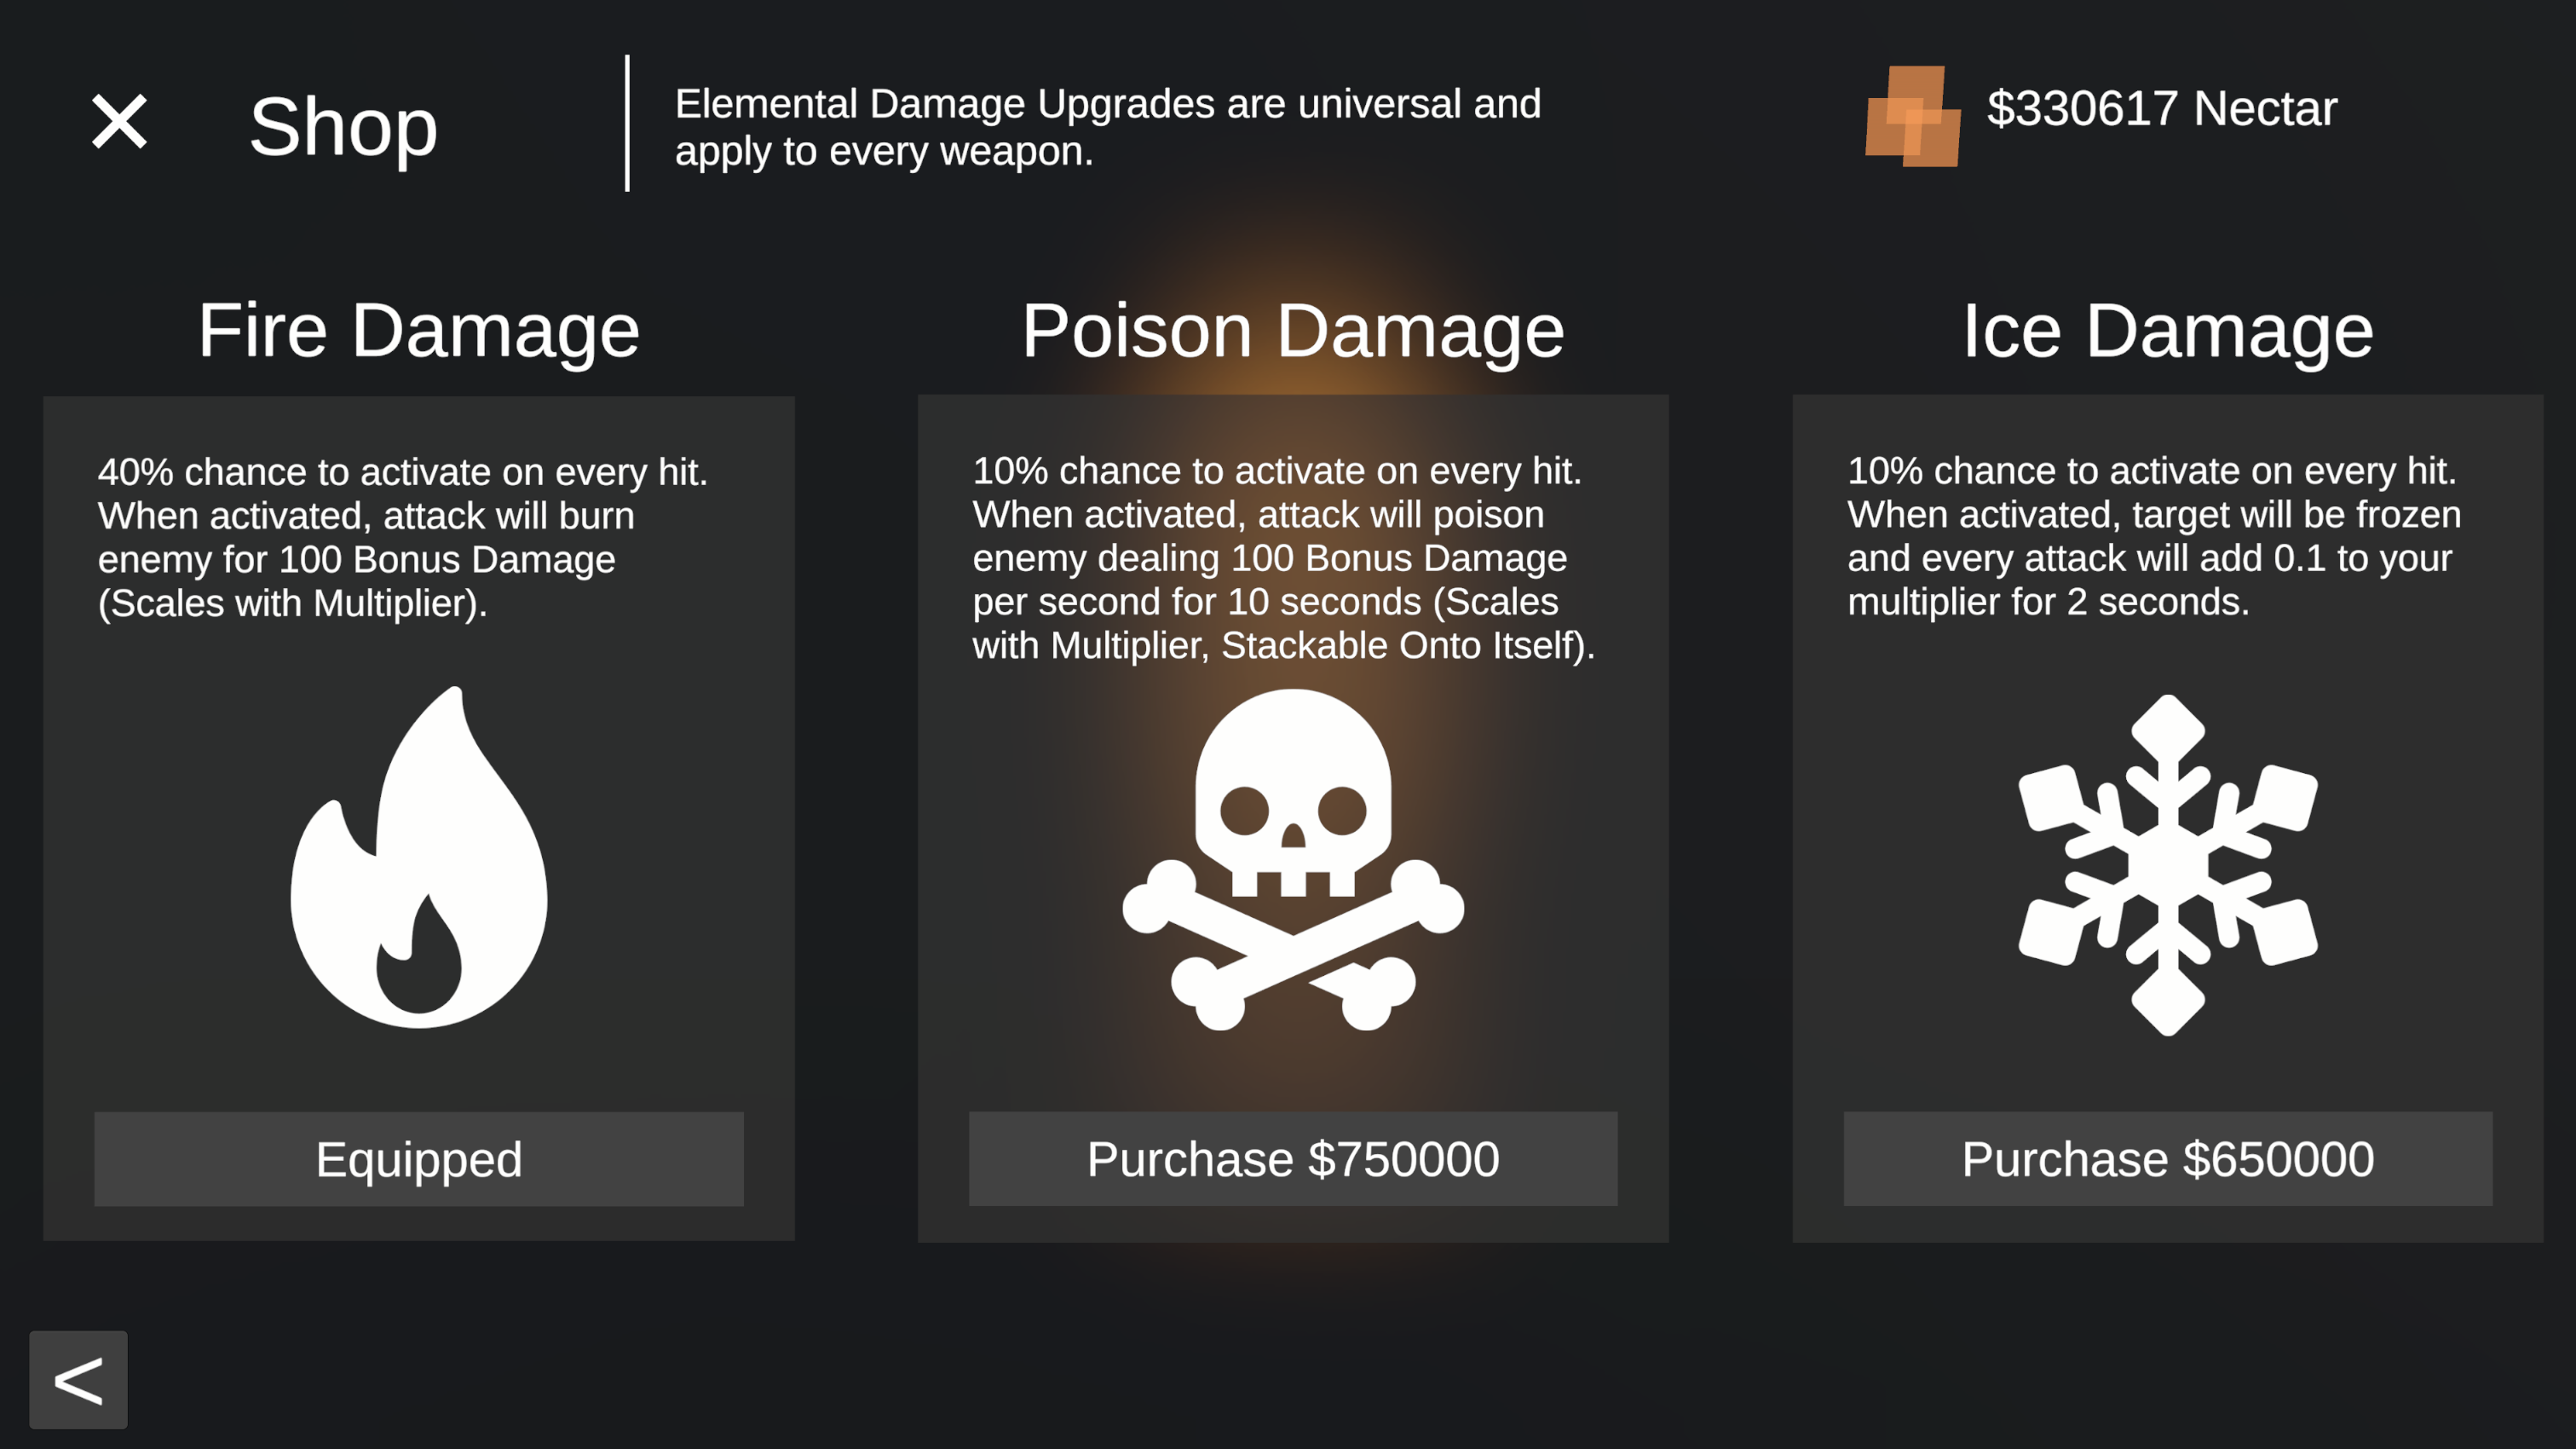 Shop
Elemental Damage Upgrades are universal and
apply to every weapon.
$330617 Nectar
Fire Damage
40% chance to activate on every hit.
When activated, attack will burn
enemy for 100 Bonus Damage
(Scales with Multiplier).
Equipped
Poison Damage
10% chance to activate on every hit.
When activated, attack will poison
enemy dealing 100 Bonus Damage
per second for 10 seconds (Scales
with Multiplier, Stackable Onto Itself).
Purchase $750000
Ice Damage
10% chance to activate on every hit.
When activated, target will be frozen
and every attack will add 0.1 to your
multiplier for 2 seconds.
Purchase $650000
<